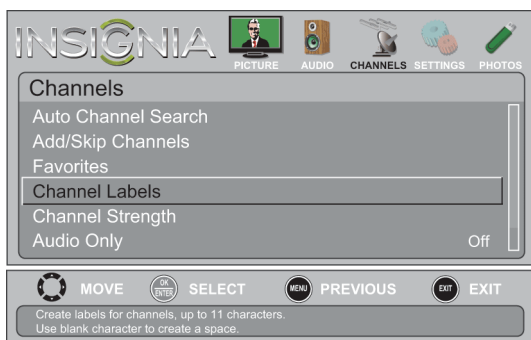 INSIGNIA
PICTURE AUDIO CHANNELS SETTINGS PHOTOS
Channels
Auto Channel Search
Add/Skip Channels
Favorites
Channel Labels
Channel Strength
Audio Only Off
MOVE OK ENTER SELECT MENU PREVIOUS EXIT EXIT
Create labels for channels, up to 11 characters.
Use blank character to create a space.